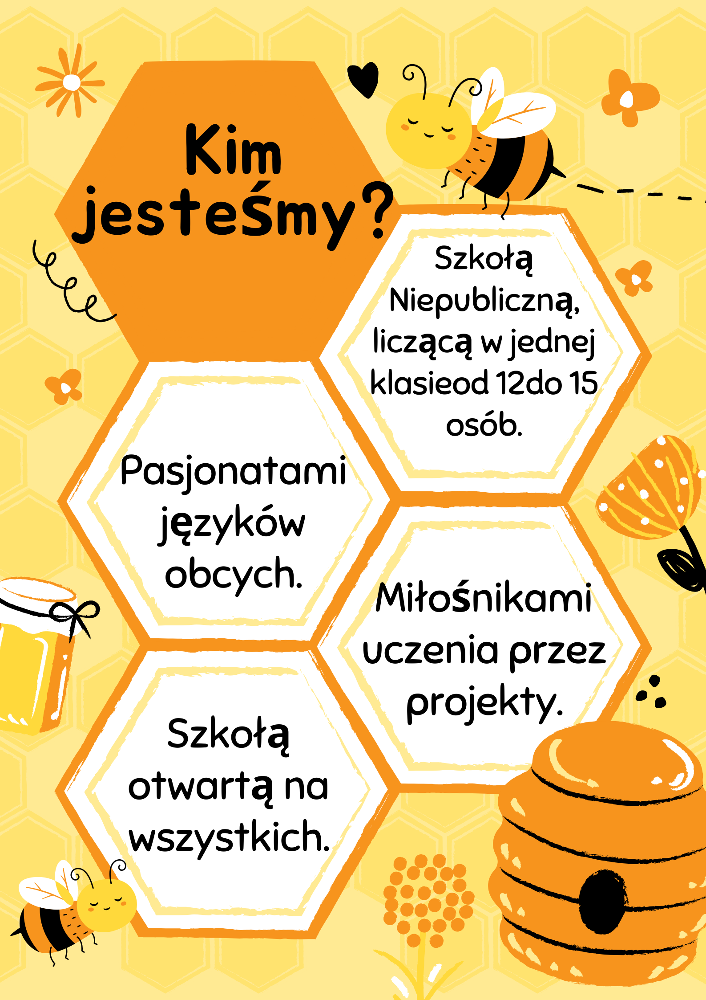 Kim
jesteśmy?
Szkołą
Niepubliczną,
liczącą w jednej
klasieod 12do 15
osób.
Pasjonatami
języków
obcych.
Miłośnikami
uczenia przez
projekty.
Szkołą
otwartą na
wszystkich.